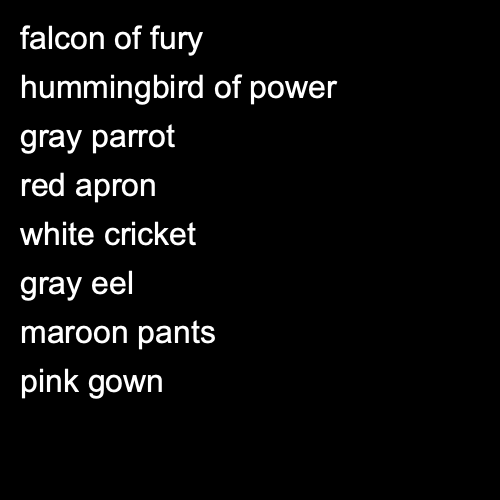 falcon of fury
hummingbird of power
gray parrot
red apron
white cricket
gray eel
maroon pants
pink gown